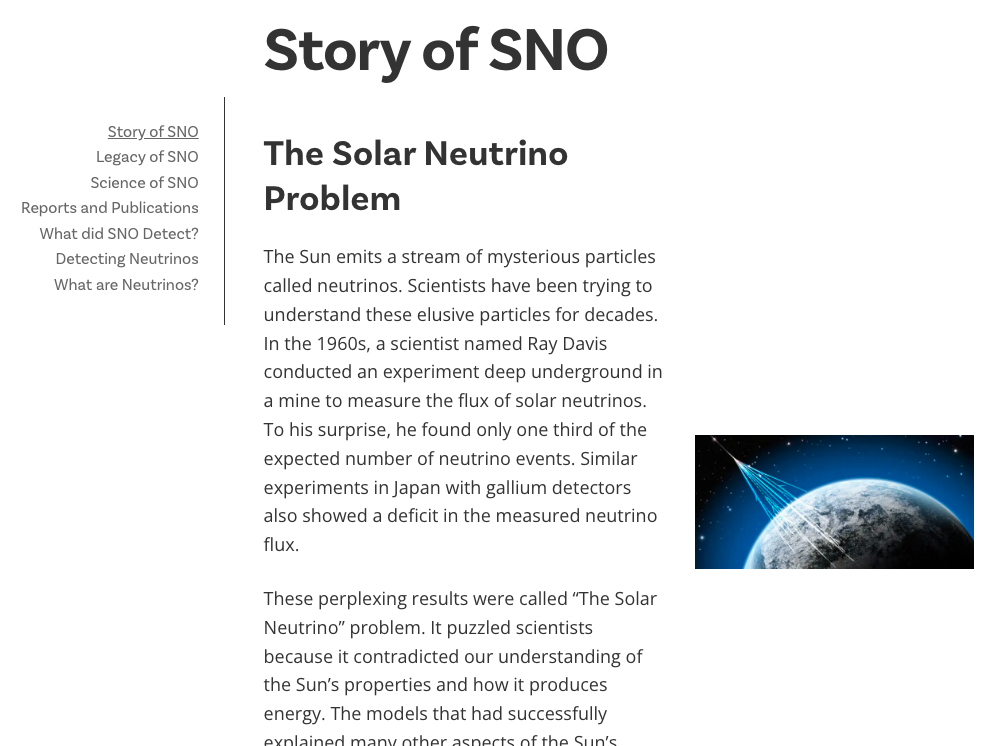 Story of SNO
Story of SNO
Legacy of SNO
Science of SNO
Reports and Publications
What did SNO Detect?
Detecting Neutrinos
What are Neutrinos?
The Solar Neutrino
Problem
The Sun emits a stream of mysterious particles
called neutrinos. Scientists have been trying to
understand these elusive particles for decades.
In the 1960s, a scientist named Ray Davis
conducted an experiment deep underground in
a mine to measure the flux of solar neutrinos.
To his surprise, he found only one third of the
expected number of neutrino events. Similar
experiments in Japan with gallium detectors
also showed a deficit in the measured neutrino
flux.
These perplexing results were called “The Solar
Neutrino” problem. It puzzled scientists
because it contradicted our understanding of
the Sun’s properties and how it produces
energy. The models that had successfully
explained many other aspects of the Sun’s